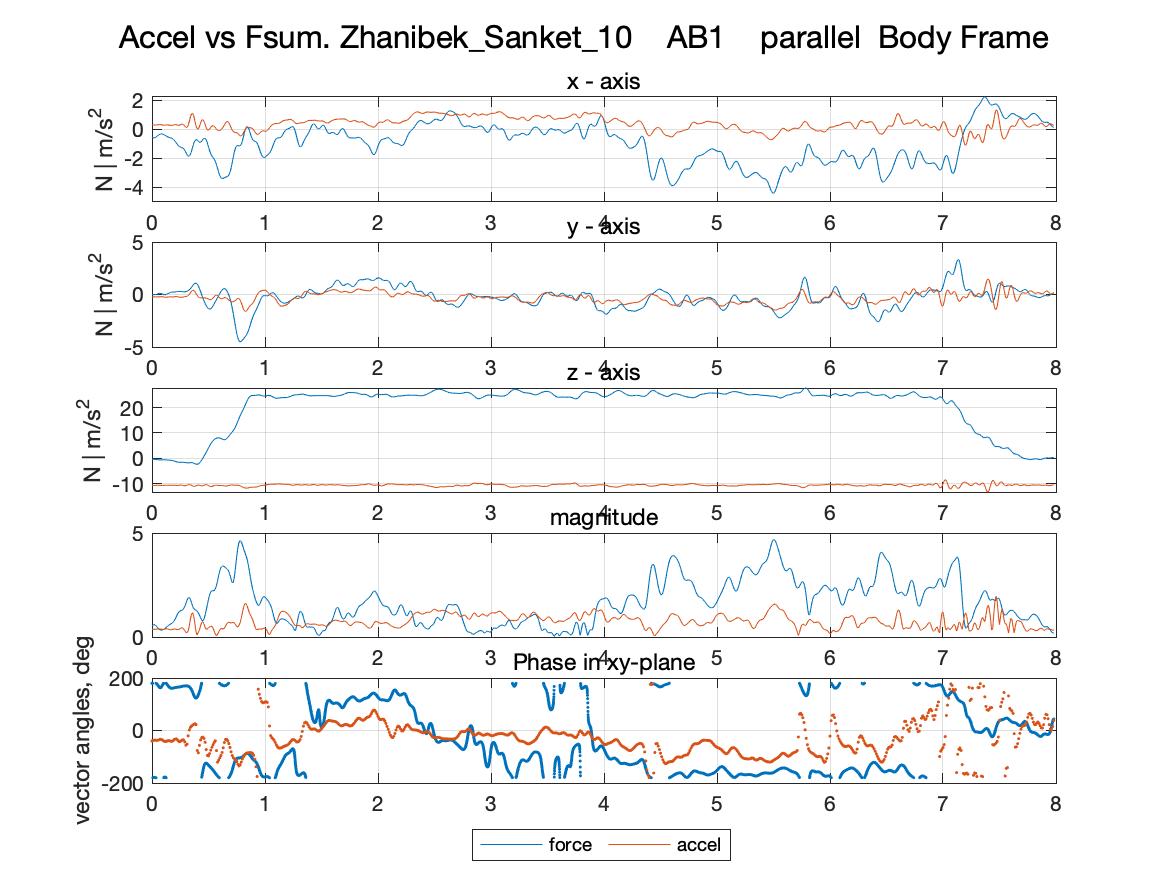 Accel vs Fsum. Zhanibek_Sanket_10 AB1 parallel Body Frame
x - axis
N | m/s2
2
0
-2
-4
0 1 2 3 4 5 6 7 8
y - axis
N | m/s2
5
0
-5
0 1 2 3 4 5 6 7 8
z - axis
N | m/s2
20
10
0
-10
0 1 2 3 4 5 6 7 8
magnitude
5
0
0 1 2 3 4 5 6 7 8
Phase in xy-plane
vector angles, deg
200
0
-200
0 1 2 3 4 5 6 7 8
force accel